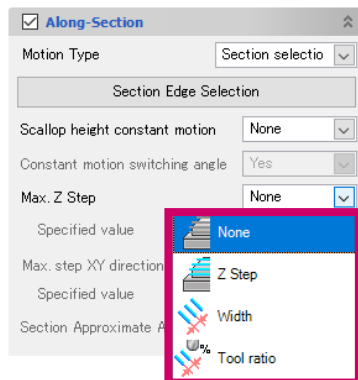 Along-Section
Motion Type Section selectio
Section Edge Selection
Scallop height constant motion None
Constant motion switching angle Yes
Max. Z Step None
Specified value None
Max. step XY direction Z Step
Specified value Width
Section Approximate A
% Tool ratio